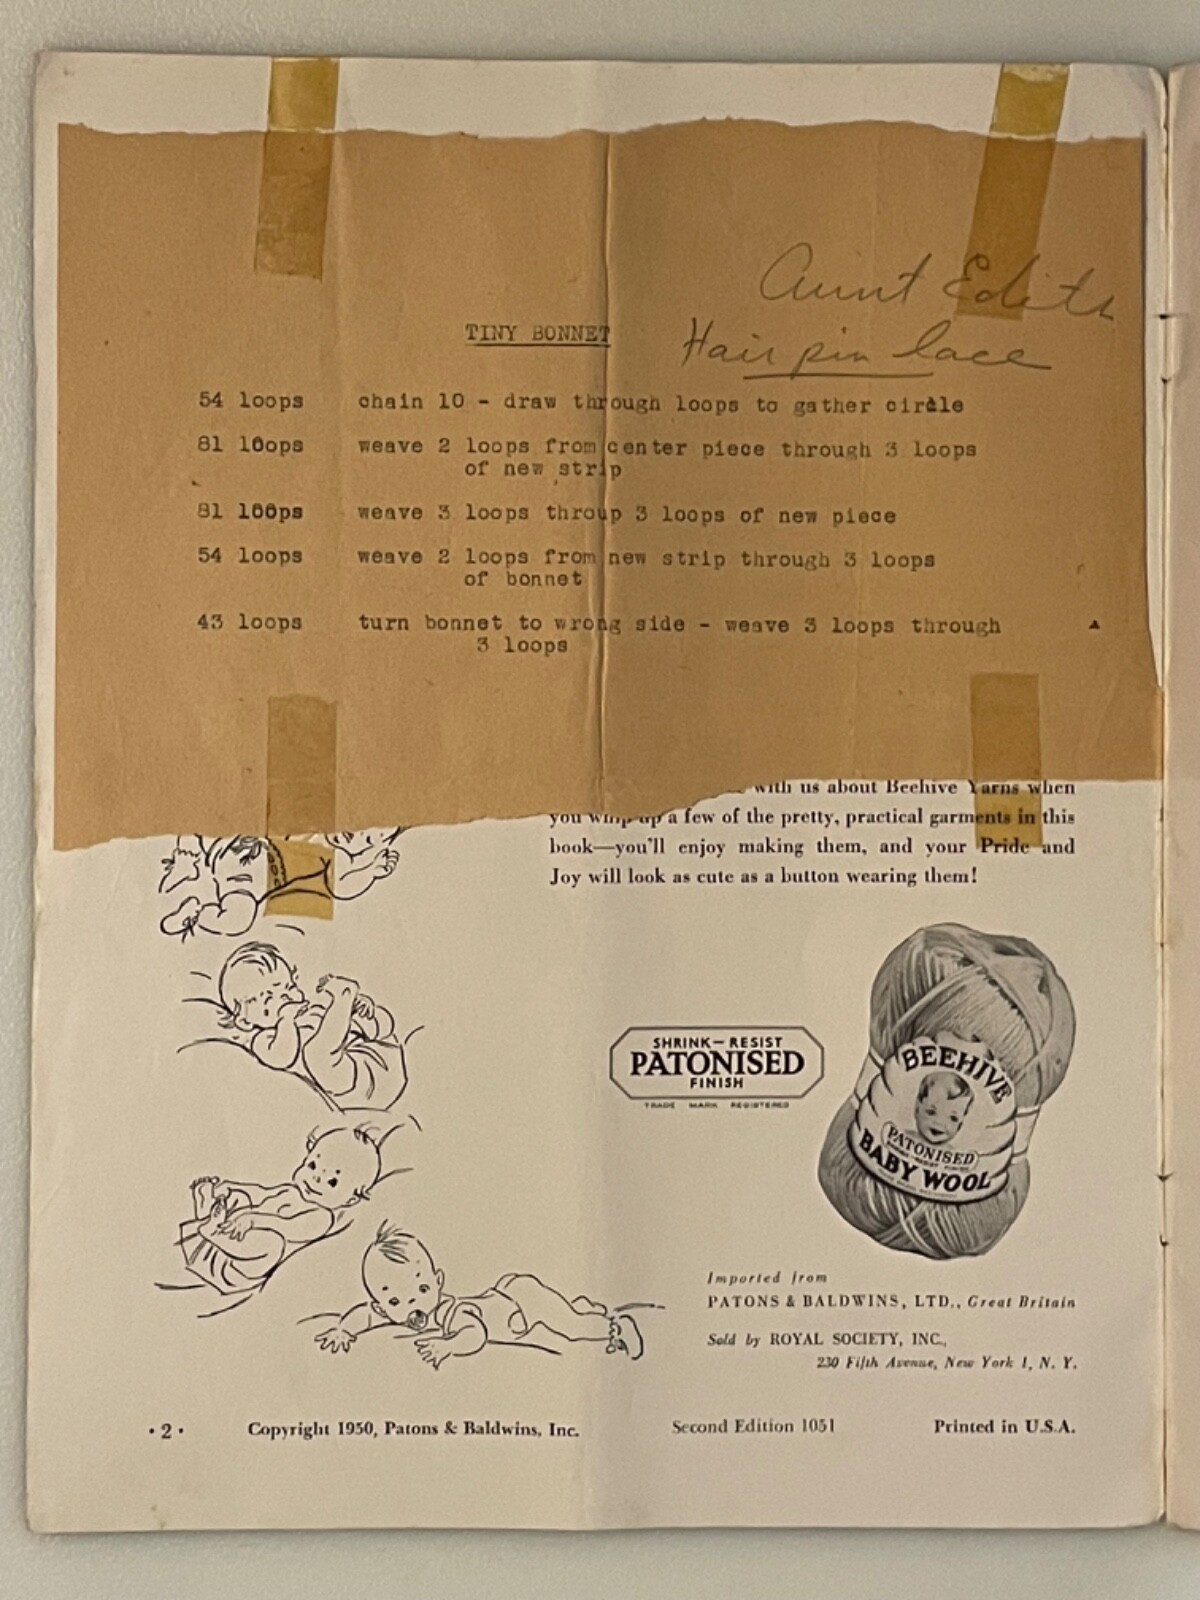 Aunt Edith
Hairpin lace
TINY BONNET
54 loops chain 10 - draw through loops to gather circle
81 loops weave 2 loops from center piece through 3 loops
of new strip
81 loops weave 3 loops throup 3 loops of new piece
54 loops weave 2 loops from new strip through 3 loops
of bonnet
43 loops turn bonnet to wrong side - weave 3 loops through
3 loops
with us about Beehive Yarns when
you whip up a few of the pretty, practical garments in this
book—you'll enjoy making them, and your Pride and
Joy will look as cute as a button wearing them!
SHRINK-RESIST
PATONISED
FINISH
TRADE MARK REGISTERED
BEEHIVE
PATONISED
BABY WOOL
Imported from
PATONS & BALDWINS, LTD., Great Britain
Sold by ROYAL SOCIETY, INC.,
230 Fifth Avenue, New York 1, N. Y.
• 2 • Copyright 1950, Patons & Baldwins, Inc. Second Edition 1051 Printed in U.S.A.